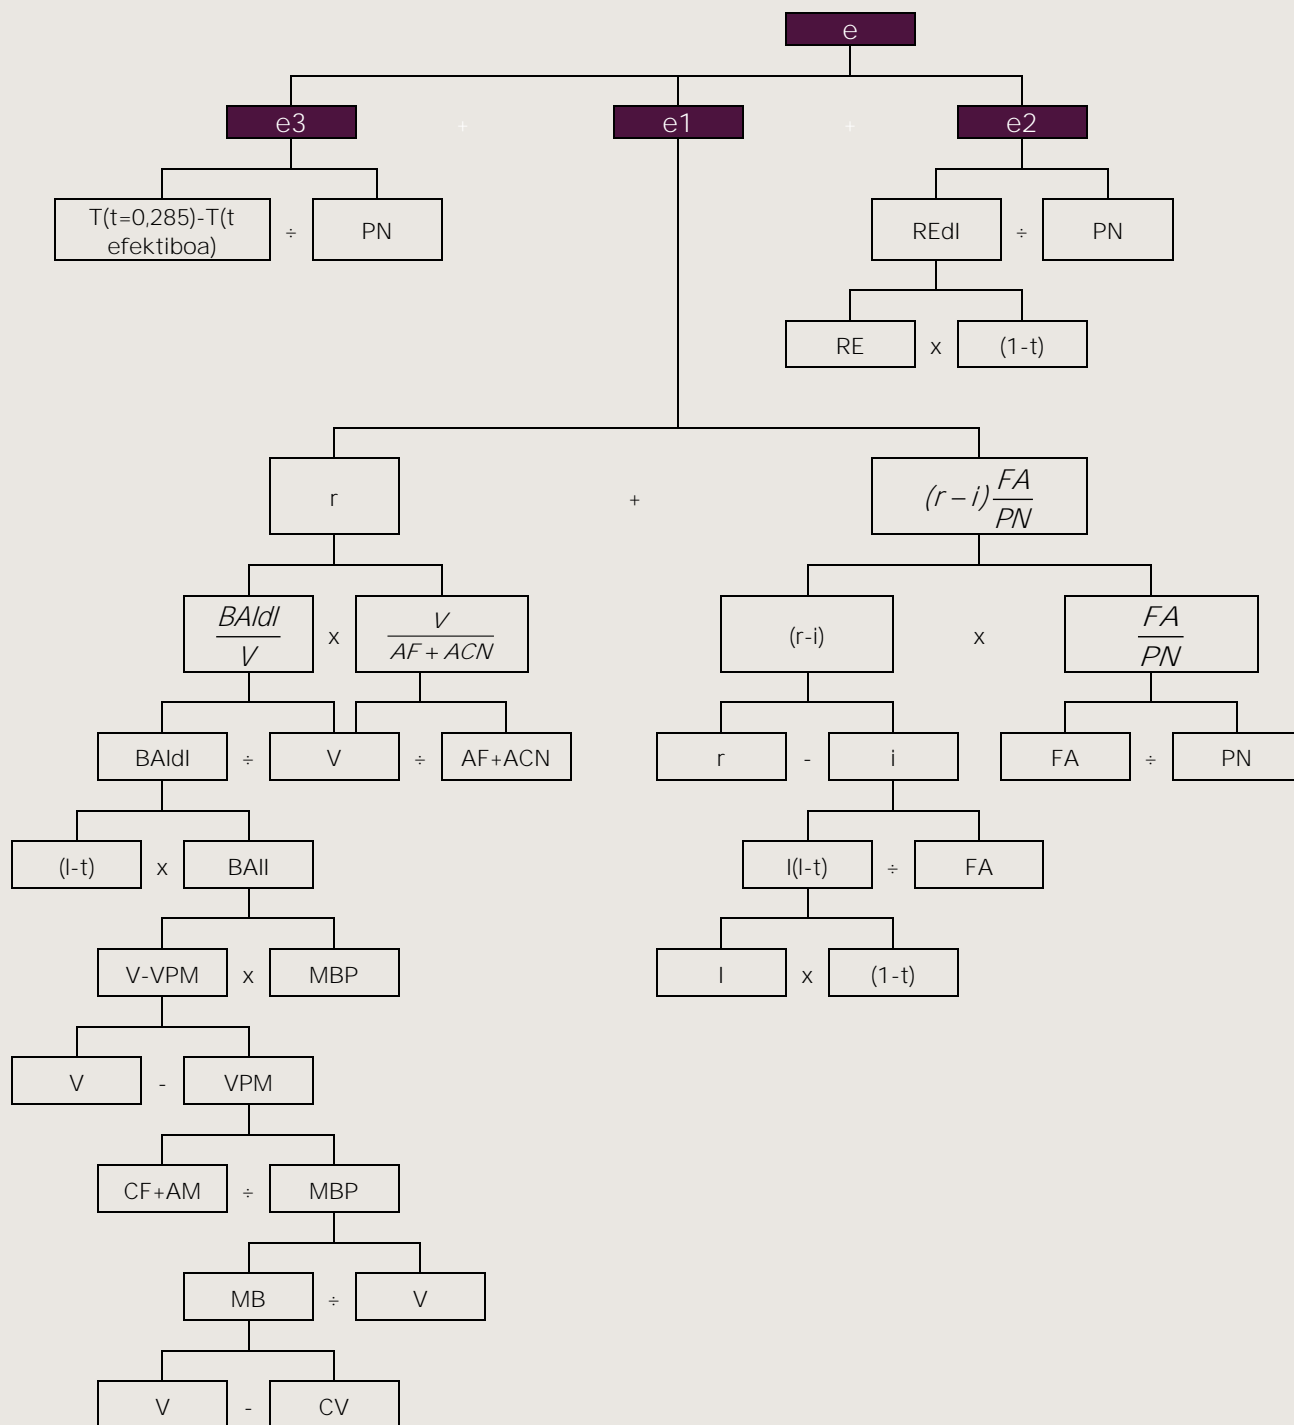 e
e3 + e1 + e2
T(t=0,285)-T(t
efektiboa)
÷ PN
REdI ÷ PN
RE x (1-t)
r + (r – i) FA/PN
BAIdI/V x V/AF + ACN
(r-i) x FA/PN
BAIdI ÷ V ÷ AF+ACN
r - i
FA ÷ PN
(I-t) x BAII
I(I-t) ÷ FA
V-VPM x MBP
I x (1-t)
V - VPM
CF+AM ÷ MBP
MB ÷ V
V - CV